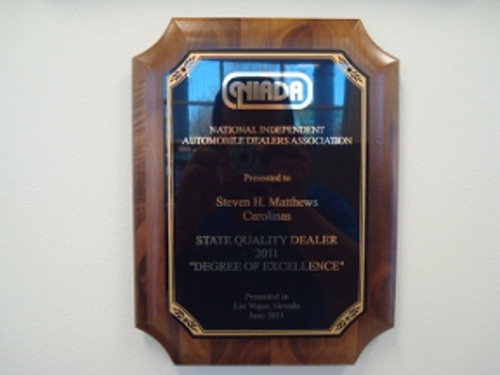 NIADA
NATIONAL INDEPENDENT
AUTOMOBILE DEALERS ASSOCIATION
Presented to
Steven H. Matthews
Carolinas
STATE QUALITY DEALER
2011
"DEGREE OF EXCELLENCE"
Presented in
Las Vegas, Nevada
June 2011